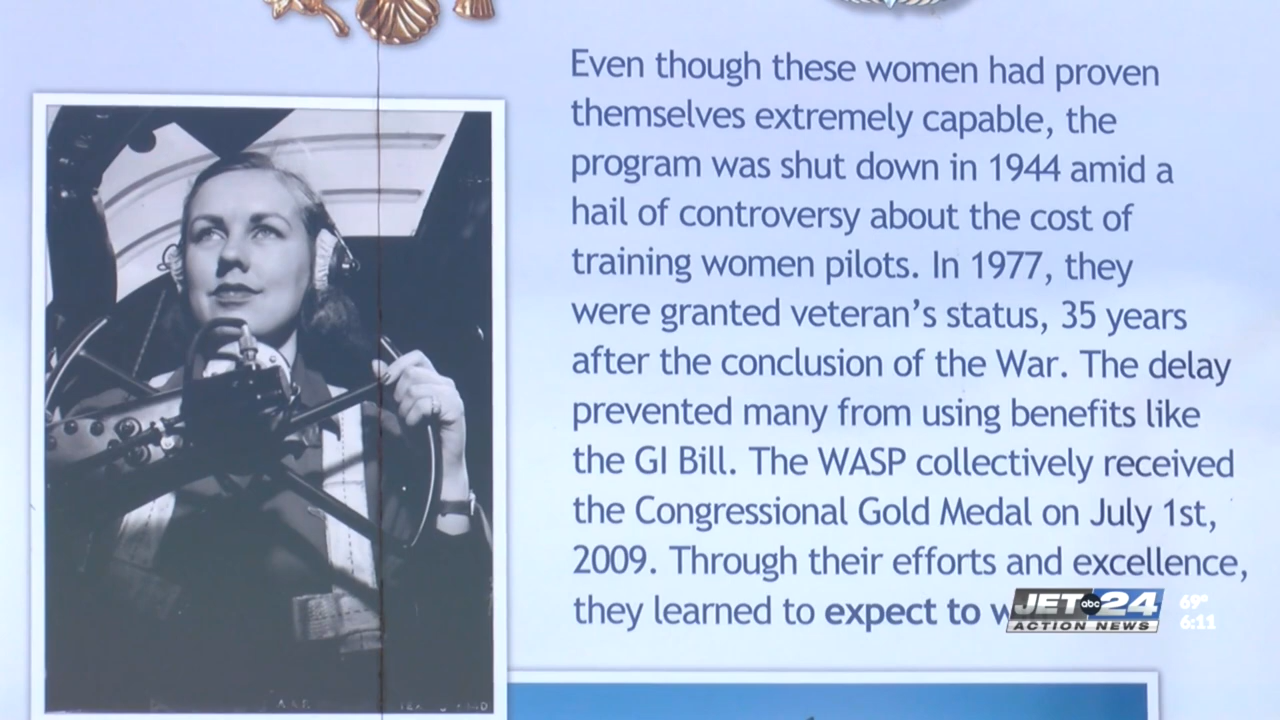 Even though these women had proven
themselves extremely capable, the
program was shut down in 1944 amid a
hail of controversy about the cost of
training women pilots. In 1977, they
were granted veteran's status, 35 years
after the conclusion of the War. The delay
prevented many from using benefits like
the GI Bill. The WASP collectively received
the Congressional Gold Medal on July 1st,
2009. Through their efforts and excellence,
they learned to expect to
JET abc 24
ACTION NEWS
69°
6:11